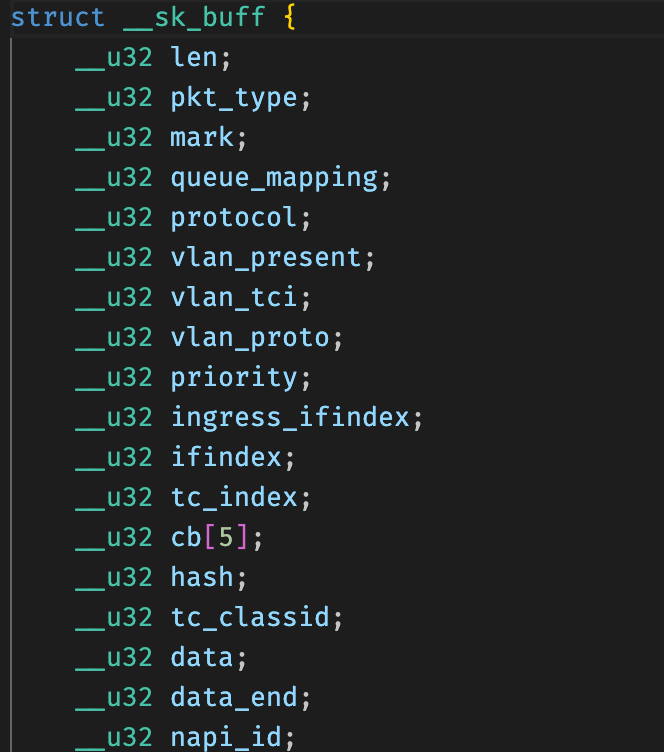 struct __sk_buff {
    __u32 len;
    __u32 pkt_type;
    __u32 mark;
    __u32 queue_mapping;
    __u32 protocol;
    __u32 vlan_present;
    __u32 vlan_tci;
    __u32 vlan_proto;
    __u32 priority;
    __u32 ingress_ifindex;
    __u32 ifindex;
    __u32 tc_index;
    __u32 cb[5];
    __u32 hash;
    __u32 tc_classid;
    __u32 data;
    __u32 data_end;
    __u32 napi_id;